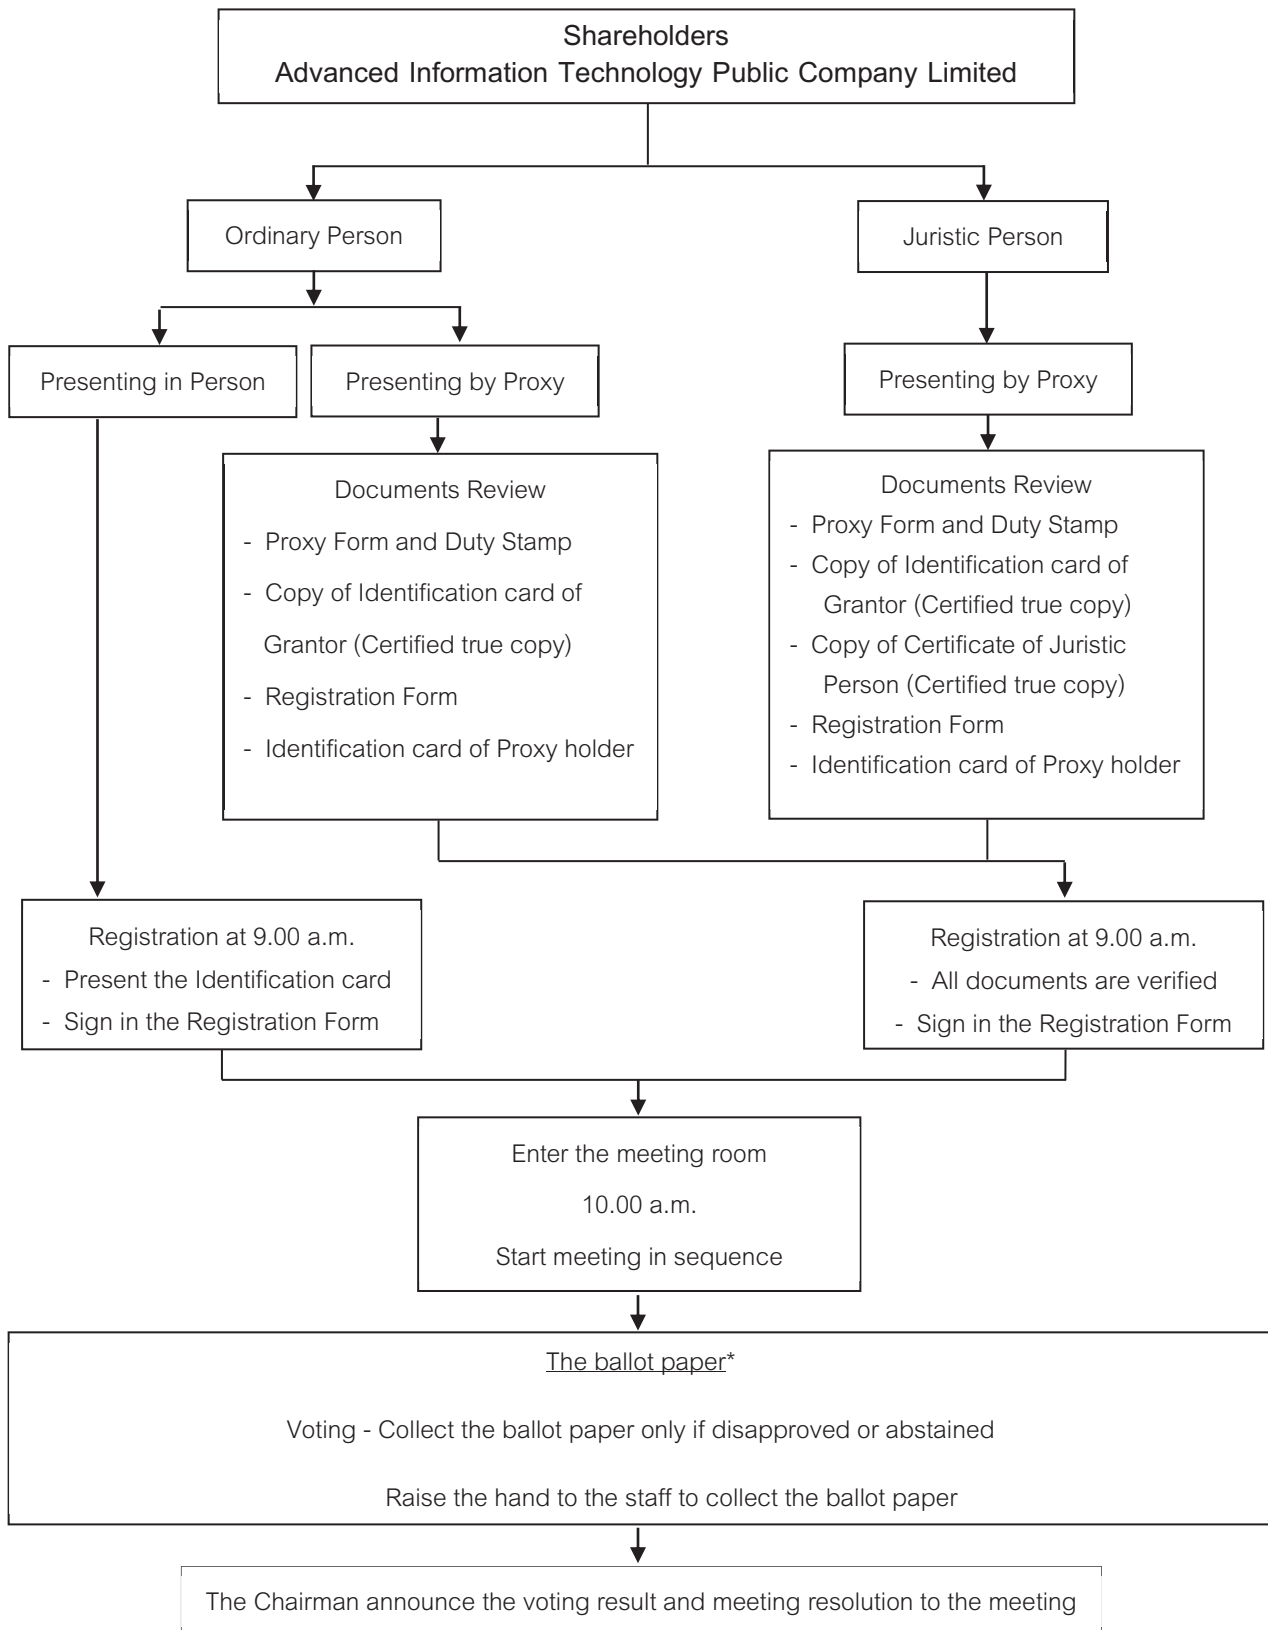 Shareholders
Advanced Information Technology Public Company Limited
Ordinary Person
Juristic Person
Presenting in Person
Presenting by Proxy
Presenting by Proxy
Documents Review
- Proxy Form and Duty Stamp
- Copy of Identification card of
Grantor (Certified true copy)
- Registration Form
- Identification card of Proxy holder
Documents Review
- Proxy Form and Duty Stamp
- Copy of Identification card of
Grantor (Certified true copy)
- Copy of Certificate of Juristic
Person (Certified true copy)
- Registration Form
- Identification card of Proxy holder
Registration at 9.00 a.m.
- Present the Identification card
- Sign in the Registration Form
Registration at 9.00 a.m.
- All documents are verified
- Sign in the Registration Form
Enter the meeting room
10.00 a.m.
Start meeting in sequence
The ballot paper*
Voting - Collect the ballot paper only if disapproved or abstained
Raise the hand to the staff to collect the ballot paper
The Chairman announce the voting result and meeting resolution to the meeting